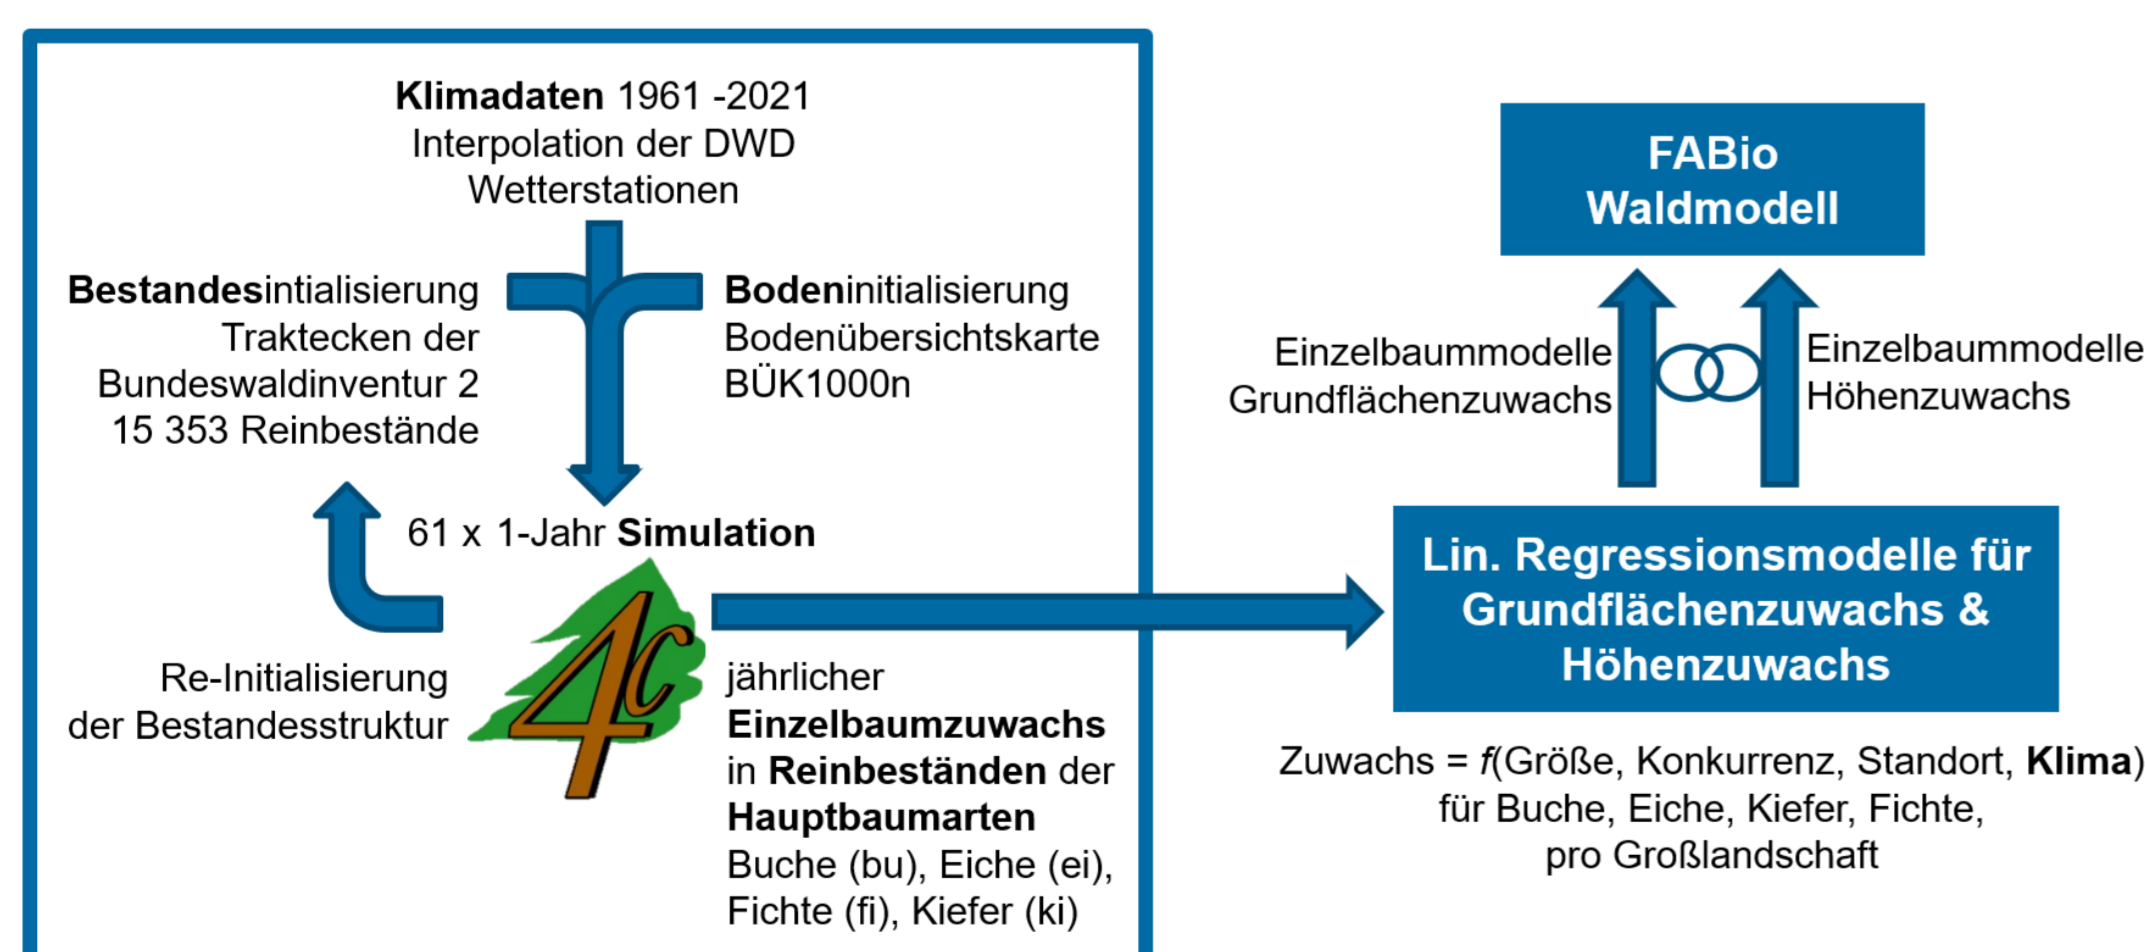 Klimadaten 1961 -2021
Interpolation der DWD
Wetterstationen
Bestandesintialisierung
Traktecken der
Bundeswaldinventur 2
15 353 Reinbestände
Bodeninitialisierung
Bodenübersichtskarte
BÜK1000n
61 x 1-Jahr Simulation
4c
Re-Initialisierung
der Bestandesstruktur
jährlicher
Einzelbaumzuwachs
in Reinbeständen der
Hauptbaumarten
Buche (bu), Eiche (ei),
Fichte (fi), Kiefer (ki)
FABio
Waldmodell
Einzelbaummodelle
Grundflächenzuwachs
Einzelbaummodelle
Höhenzuwachs
Lin. Regressionsmodelle für
Grundflächenzuwachs &
Höhenzuwachs
Zuwachs = f(Größe, Konkurrenz, Standort, Klima)
für Buche, Eiche, Kiefer, Fichte,
pro Großlandschaft